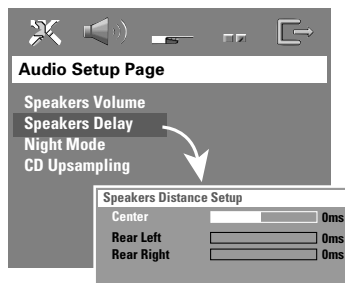 Audio Setup Page
Speakers Volume
Speakers Delay
Night Mode
CD Upsampling
Speakers Distance Setup
Center 0ms
Rear Left 0ms
Rear Right 0ms